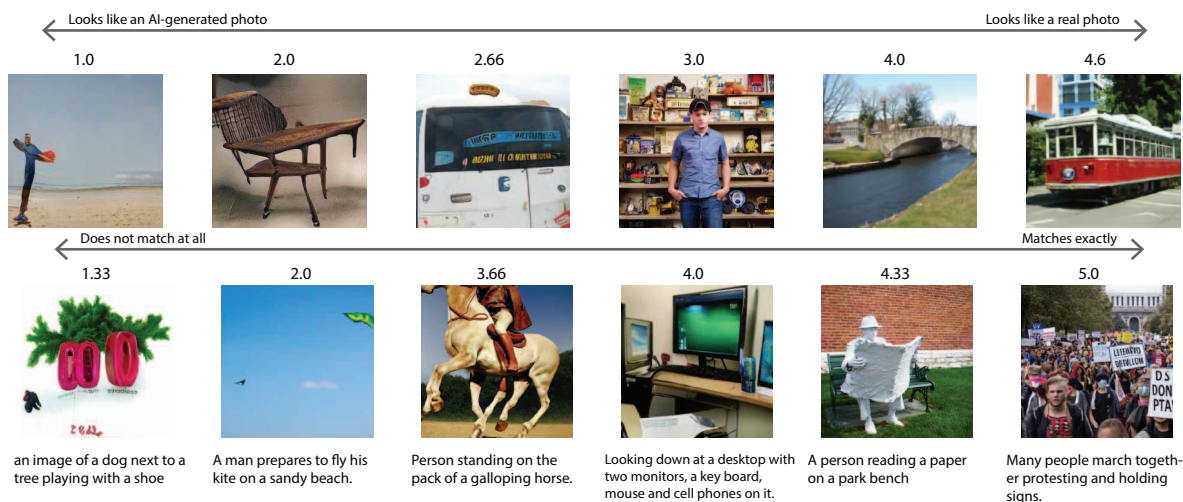 Looks like an AI-generated photo
Looks like a real photo
1.0
2.0
2.66
3.0
4.0
4.6
Does not match at all
Matches exactly
1.33
2.0
3.66
4.0
4.33
5.0
DS
DON
PTA
an image of a dog next to a
tree playing with a shoe
A man prepares to fly his
kite on a sandy beach.
Person standing on the
pack of a galloping horse.
Looking down at a desktop with
two monitors, a key board,
mouse and cell phones on it.
A person reading a paper
on a park bench
Many people march togeth-
er protesting and holding
signs.